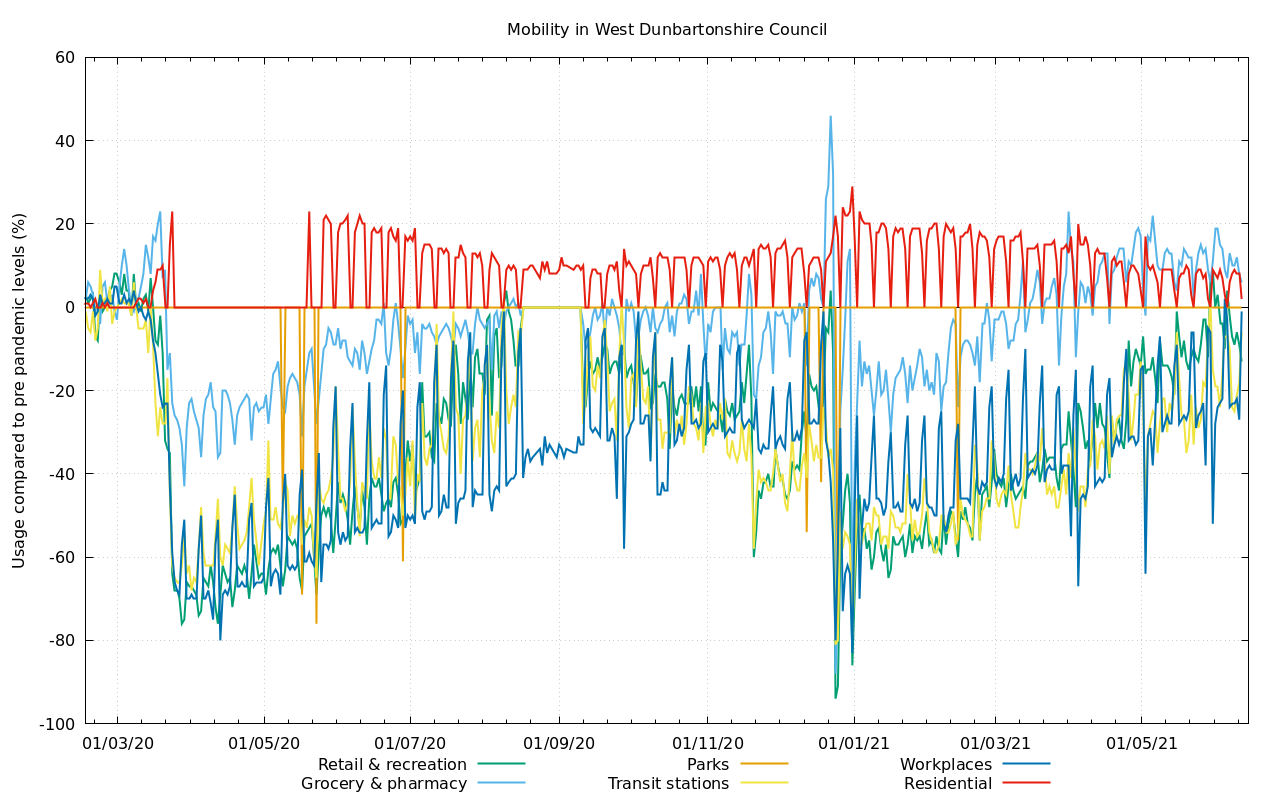 Mobility in West Dunbartonshire Council
60
40
20
0
-20
-40
-60
-80
-100
Usage compared to pre pandemic levels (%)
01/03/20 01/05/20 01/07/20 01/09/20 01/11/20 01/01/21 01/03/21 01/05/21
Retail & recreation Parks Workplaces
Grocery & pharmacy Transit stations Residential